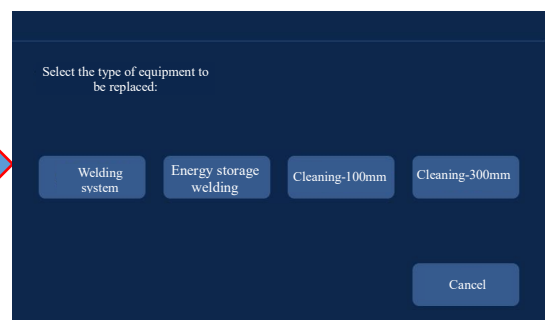 Select the type of equipment to
be replaced:
Welding
system
Energy storage
welding
Cleaning-100mm
Cleaning-300mm
Cancel